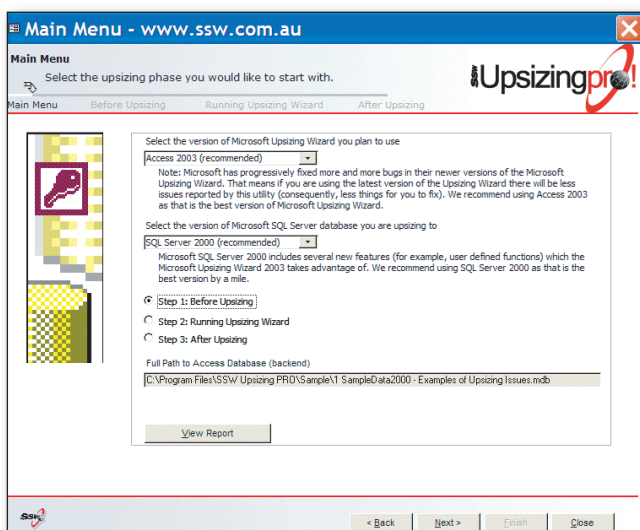 Main Menu - www.ssw.com.au
Main Menu
Select the upsizing phase you would like to start with.
SSW Upsizingpro!
Main Menu Before Upsizing Running Upsizing Wizard After Upsizing
Select the version of Microsoft Upsizing Wizard you plan to use
Access 2003 (recommended)
Note: Microsoft has progressively fixed more and more bugs in their newer versions of the Microsoft
Upsizing Wizard. That means if you are using the latest version of the Upsizing Wizard there will be less
issues reported by this utility (consequently, less things for you to fix). We recommend using Access 2003
as that is the best version of Microsoft Upsizing Wizard.
Select the version of Microsoft SQL Server database you are upsizing to
SQL Server 2000 (recommended)
Microsoft SQL Server 2000 includes several new features (for example, user defined functions) which the
Microsoft Upsizing Wizard 2003 takes advantage of. We recommend using SQL Server 2000 as that is the
best version by a mile.
Step 1: Before Upsizing
Step 2: Running Upsizing Wizard
Step 3: After Upsizing
Full Path to Access Database (backend)
C:\Program Files\SSW Upsizing PRO\Sample\1 SampleData2000 - Examples of Upsizing Issues.mdb
View Report
SSW
< Back Next > Finish Close